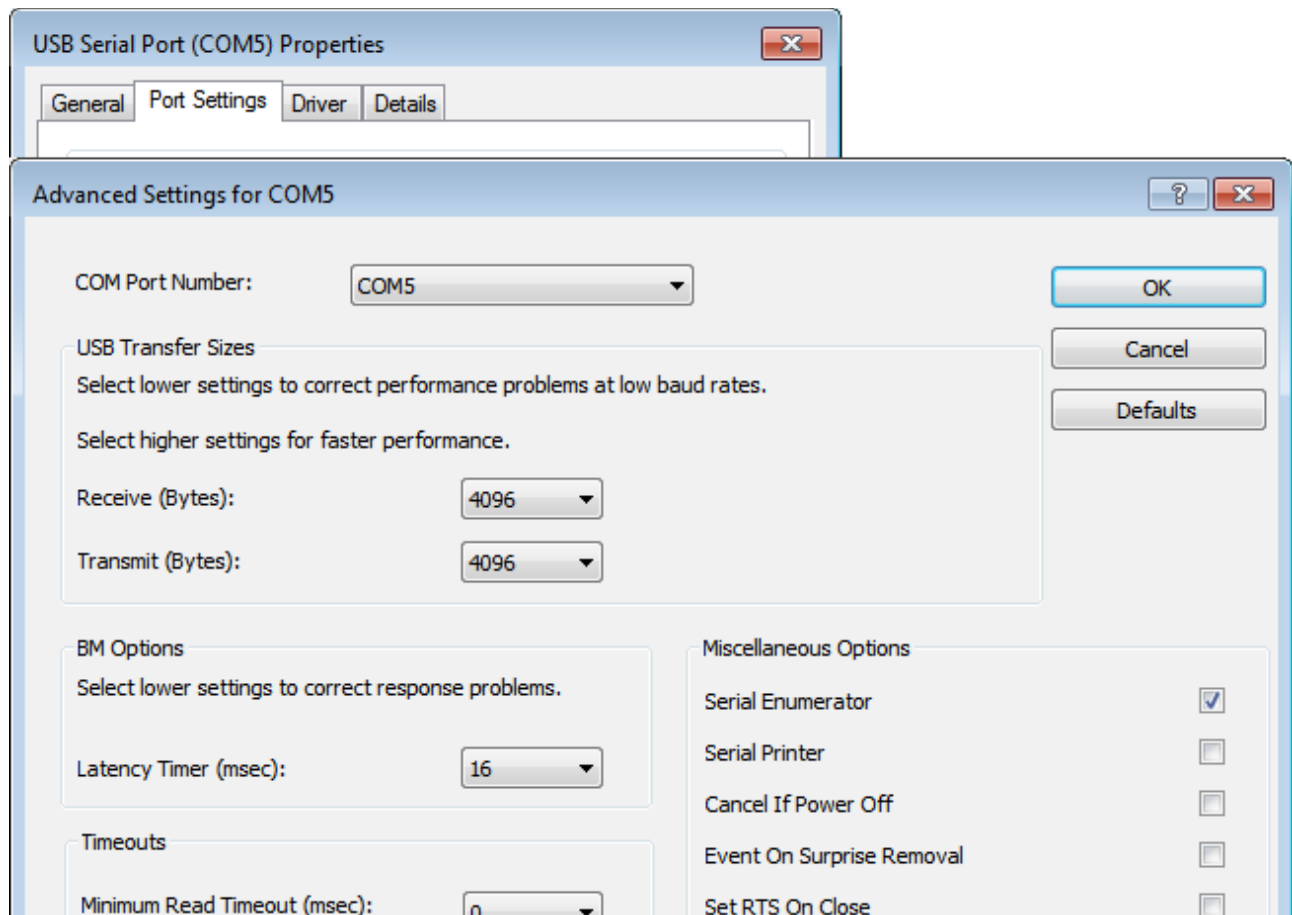 USB Serial Port (COM5) Properties
General Port Settings Driver Details
Advanced Settings for COM5
COM Port Number: COM5
OK
USB Transfer Sizes
Cancel
Select lower settings to correct performance problems at low baud rates.
Defaults
Select higher settings for faster performance.
Receive (Bytes): 4096
Transmit (Bytes): 4096
BM Options
Select lower settings to correct response problems.
Latency Timer (msec): 16
Timeouts
Minimum Read Timeout (msec): 0
Miscellaneous Options
Serial Enumerator
Serial Printer
Cancel If Power Off
Event On Surprise Removal
Set RTS On Close